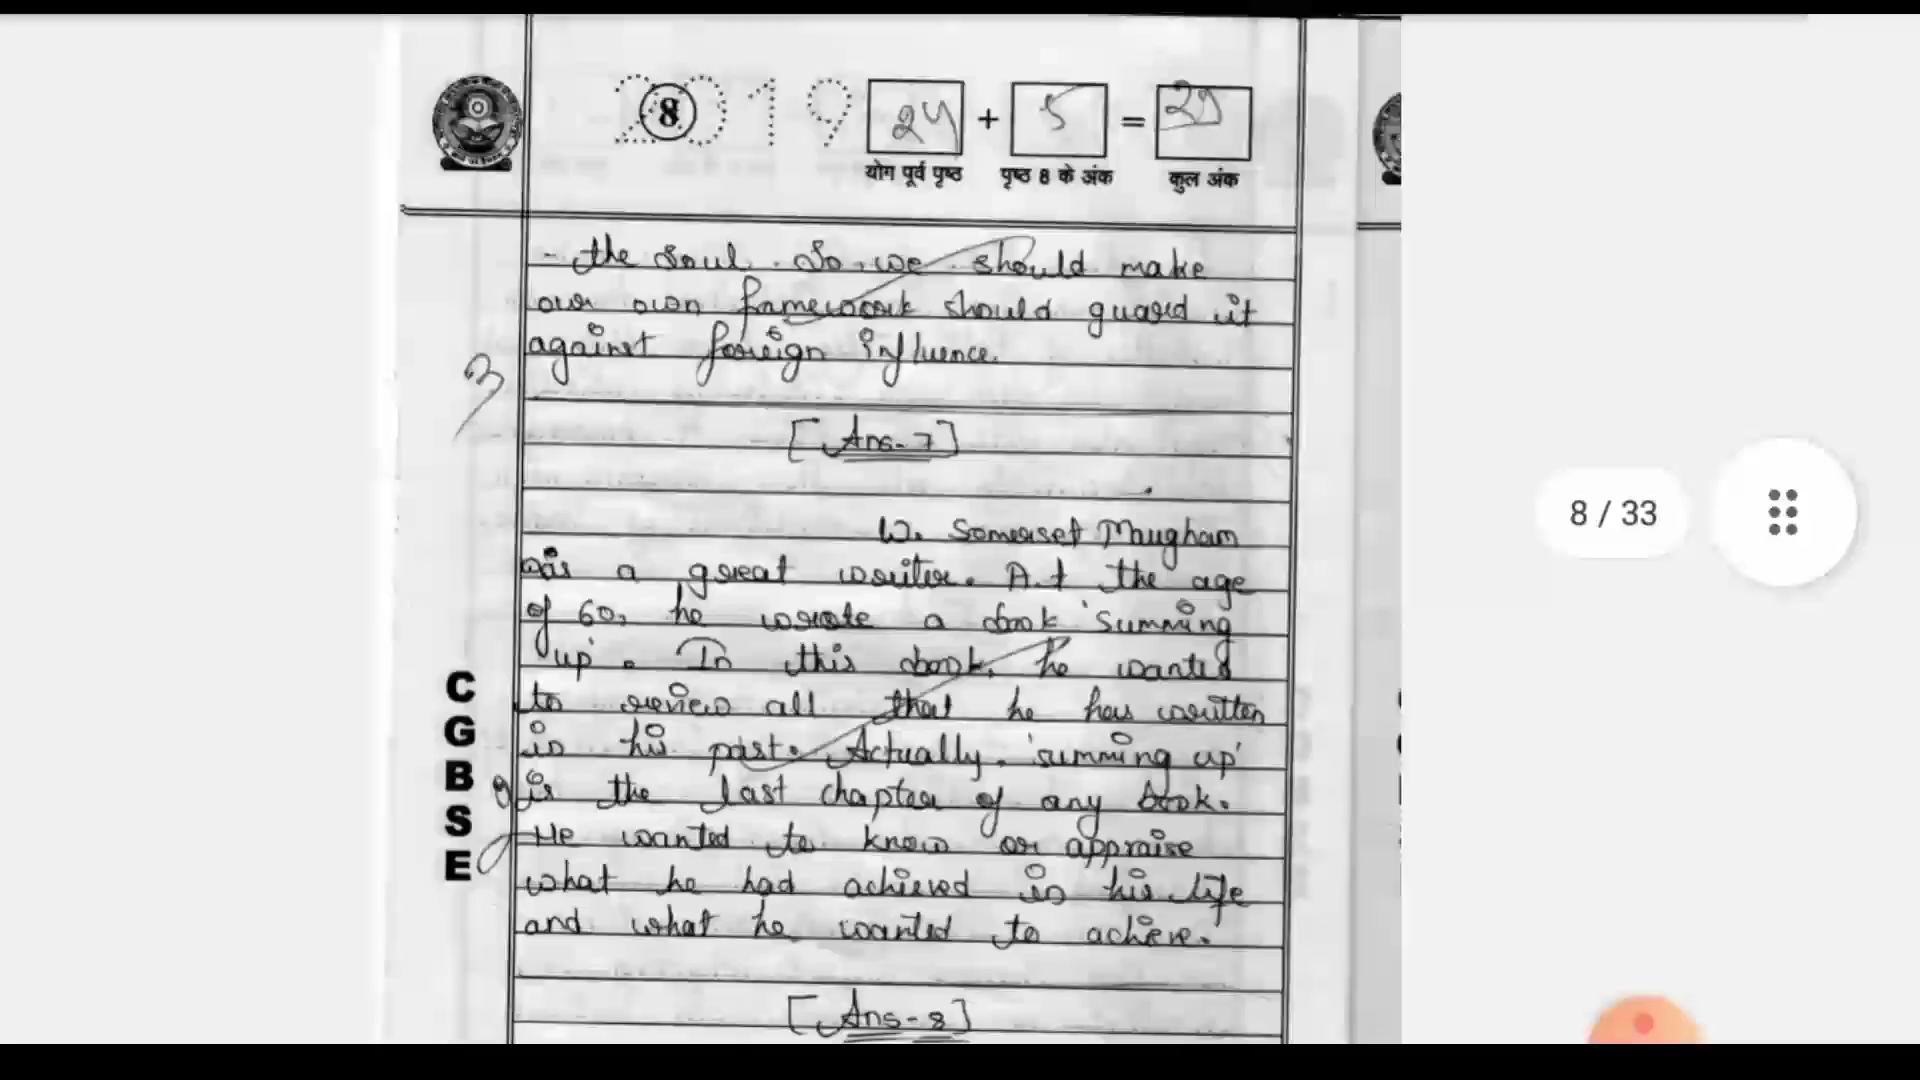 2019
8
24 + 5 = 29
योग पूर्व पृष्ठ पृष्ठ 8 के अंक कुल अंक
- the soul. So, we should make
our own framework should guard it
against foreign influence.
3
[Ans-7]
W. Somerset Maugham
was a great writer. At the age
of 60, he wrote a book 'summing
up'. In this book, he wanted
to review all that he has written
in his past. Actually, 'summing up'
is the last chapter of any book.
He wanted to know or appraise
what he had achieved in his life
and what he wanted to achieve.
[Ans-8]
C
G
B
S
E
8 / 33